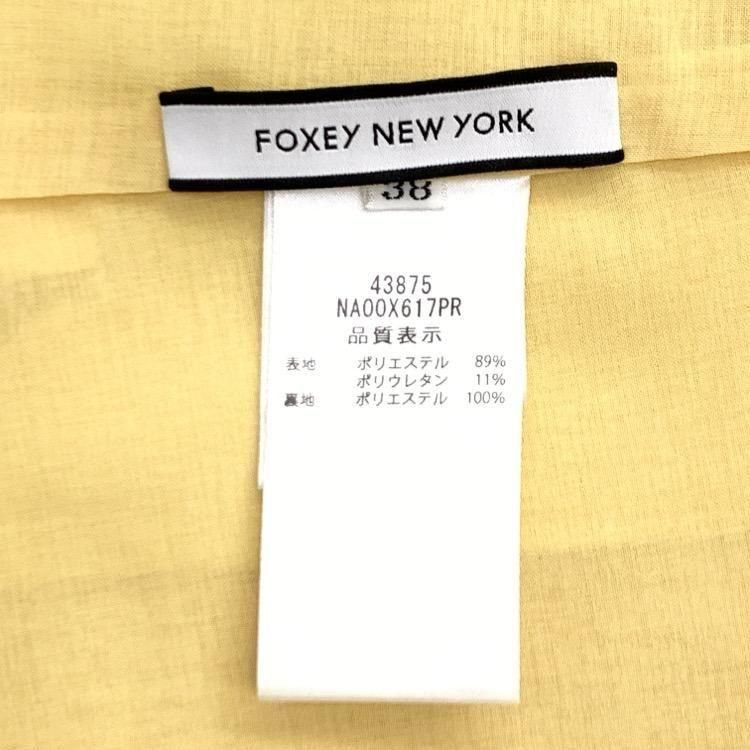 FOXEY NEW YORK
38
43875
NA00X617PR
品質表示
表地 ポリエステル 89%
ポリウレタン 11%
裏地 ポリエステル 100%